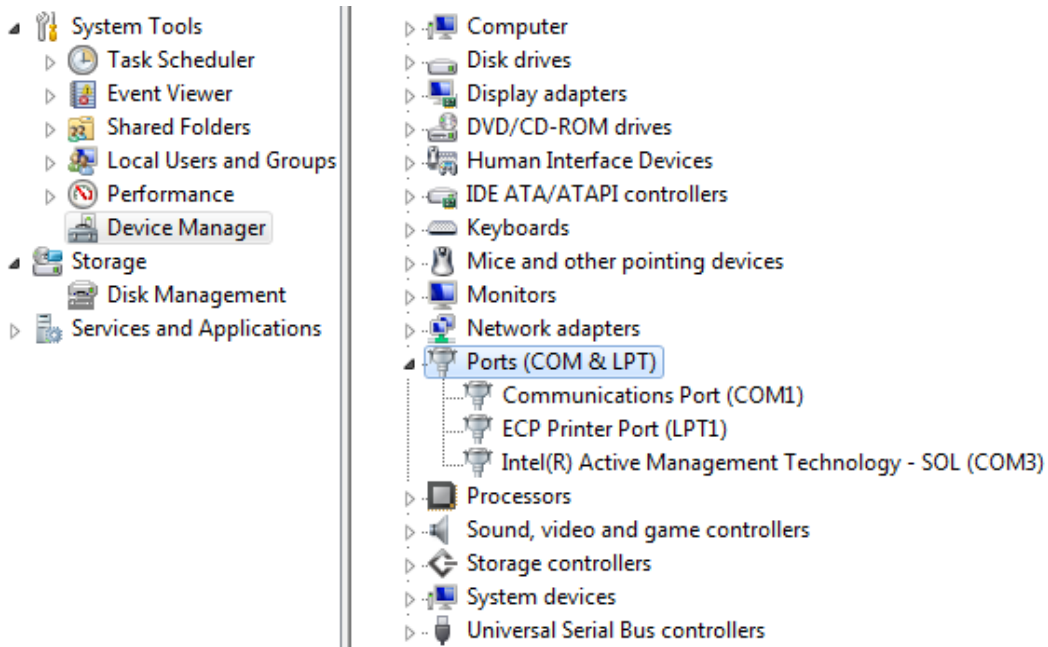 System Tools
Task Scheduler
Event Viewer
Shared Folders
Local Users and Groups
Performance
Device Manager
Storage
Disk Management
Services and Applications
Computer
Disk drives
Display adapters
DVD/CD-ROM drives
Human Interface Devices
IDE ATA/ATAPI controllers
Keyboards
Mice and other pointing devices
Monitors
Network adapters
Ports (COM & LPT)
Communications Port (COM1)
ECP Printer Port (LPT1)
Intel(R) Active Management Technology - SOL (COM3)
Processors
Sound, video and game controllers
Storage controllers
System devices
Universal Serial Bus controllers